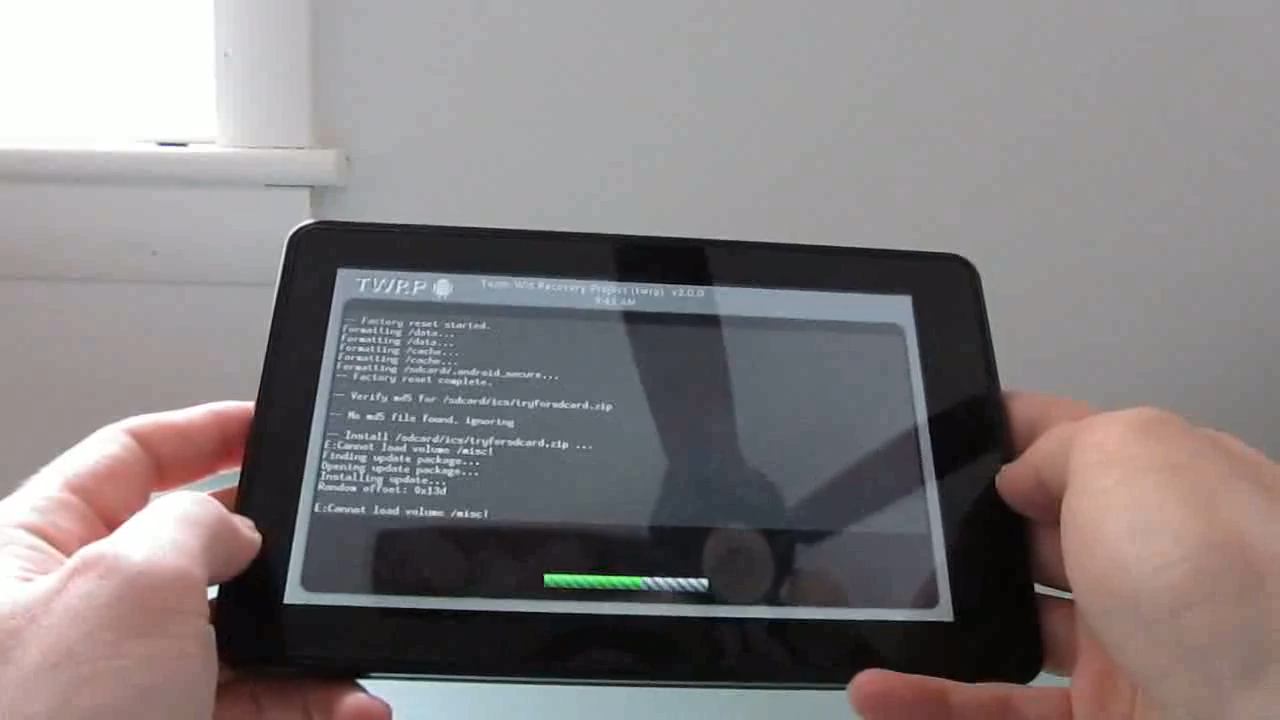 TWRP
Team Win Recovery Project (twrp) v2.0.0
-- Factory reset started.
Formatting /data...
Formatting /data...
Formatting /cache...
Formatting /cache...
Formatting /sdcard/.android_secure...
-- Factory reset complete.
-- Verify md5 for /sdcard/ics/tryforsdcard.zip
-- No md5 file found, ignoring
-- Install /sdcard/ics/tryforsdcard.zip ...
E:Cannot load volume /misc!
Finding update package...
Opening update package...
Installing update...
Random offset: 0x13d
E:Cannot load volume /misc!